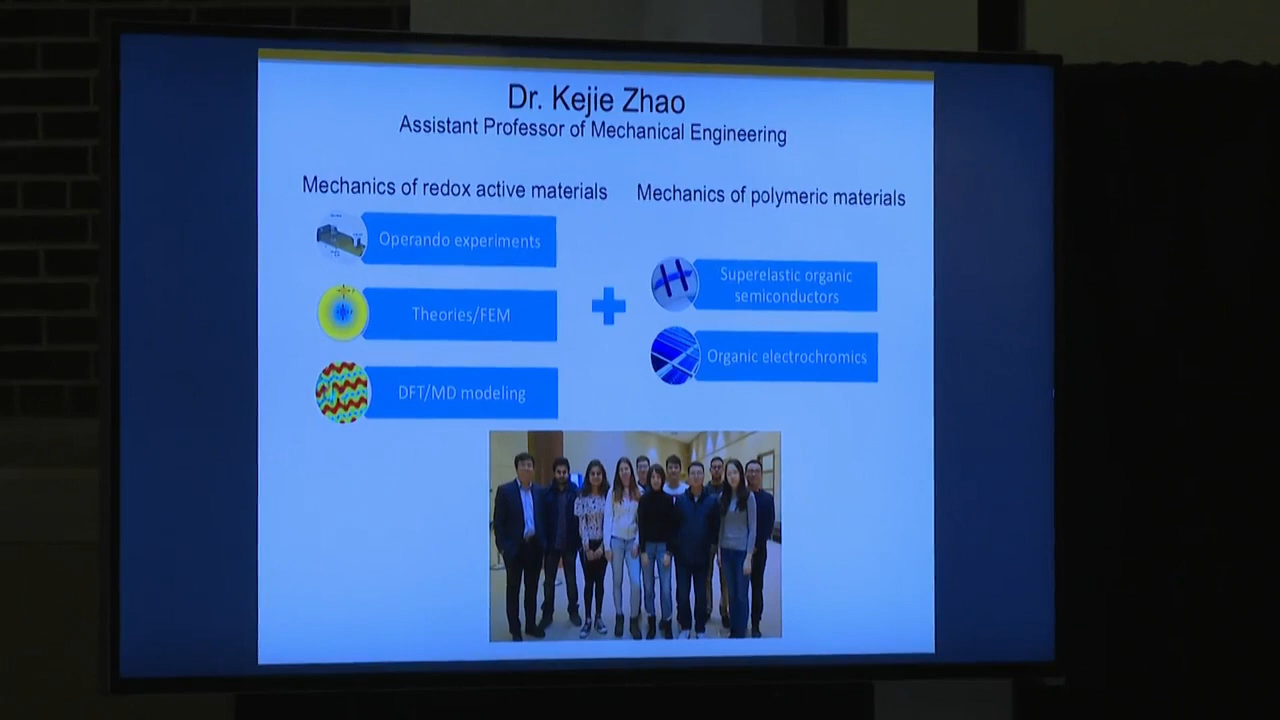 Dr. Kejie Zhao
Assistant Professor of Mechanical Engineering
Mechanics of redox active materials
Operando experiments
Theories/FEM
DFT/MD modeling
Mechanics of polymeric materials
Superelastic organic
semiconductors
Organic electrochromics